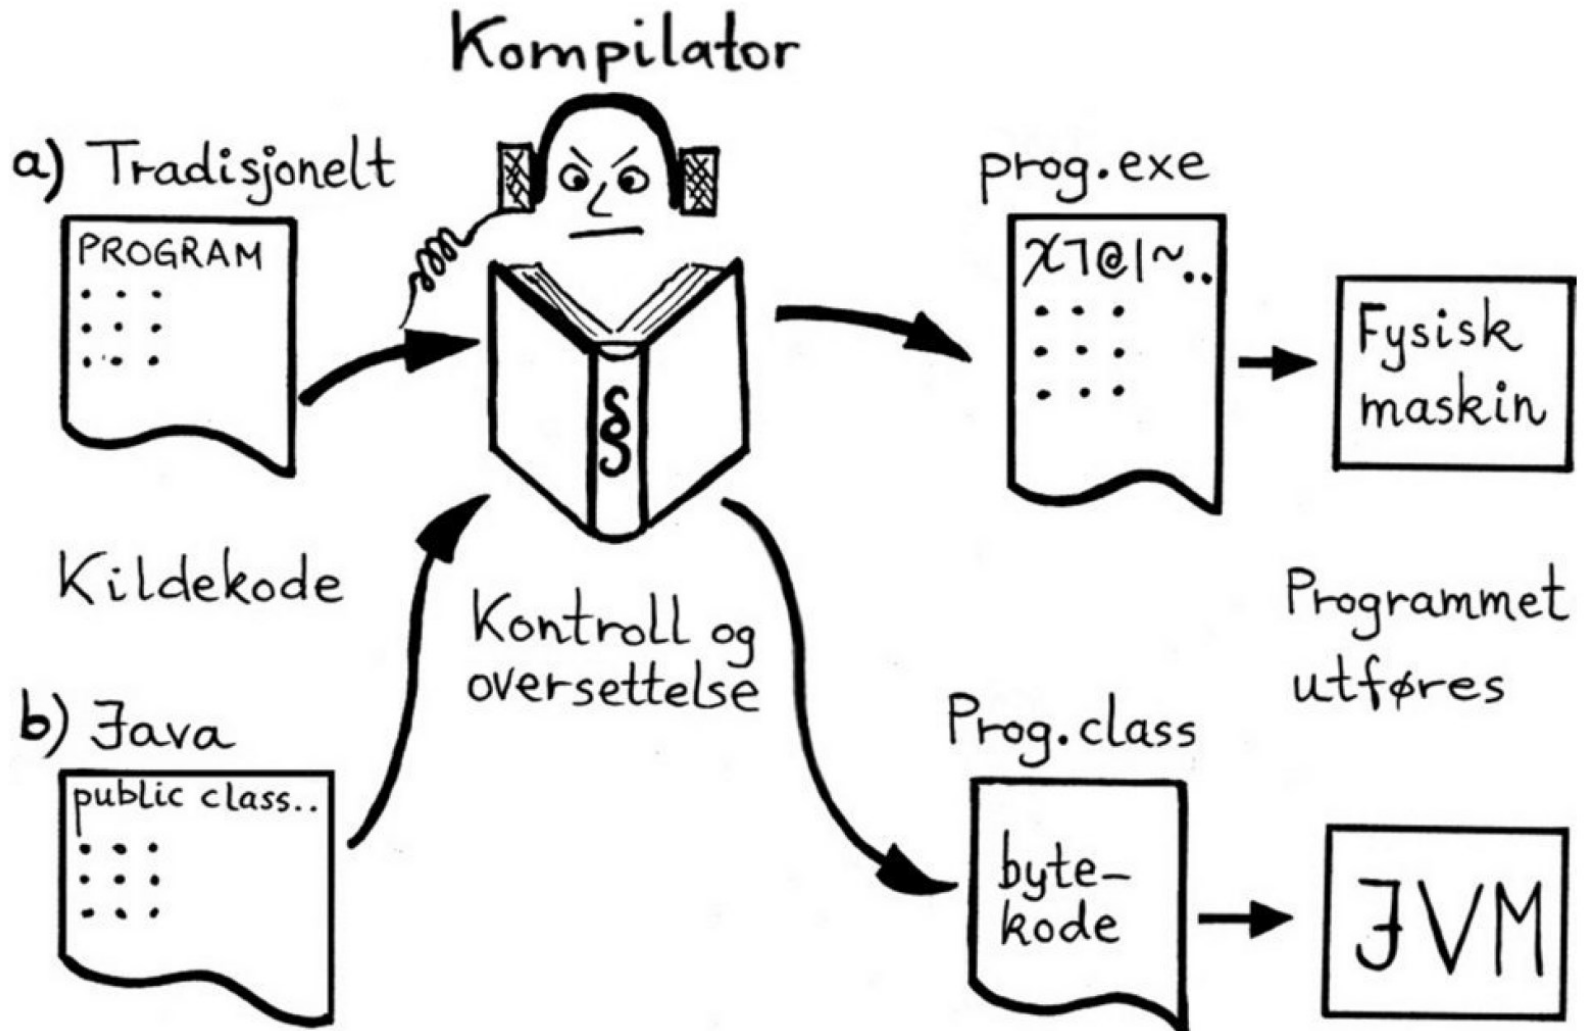 Kompilator
a) Tradisjonelt
PROGRAM
prog.exe
X7@|~..
Fysisk
maskin
§
Kildekode
Kontroll og
oversettelse
Programmet
utføres
b) Java
public class..
Prog.class
byte-
kode
JVM